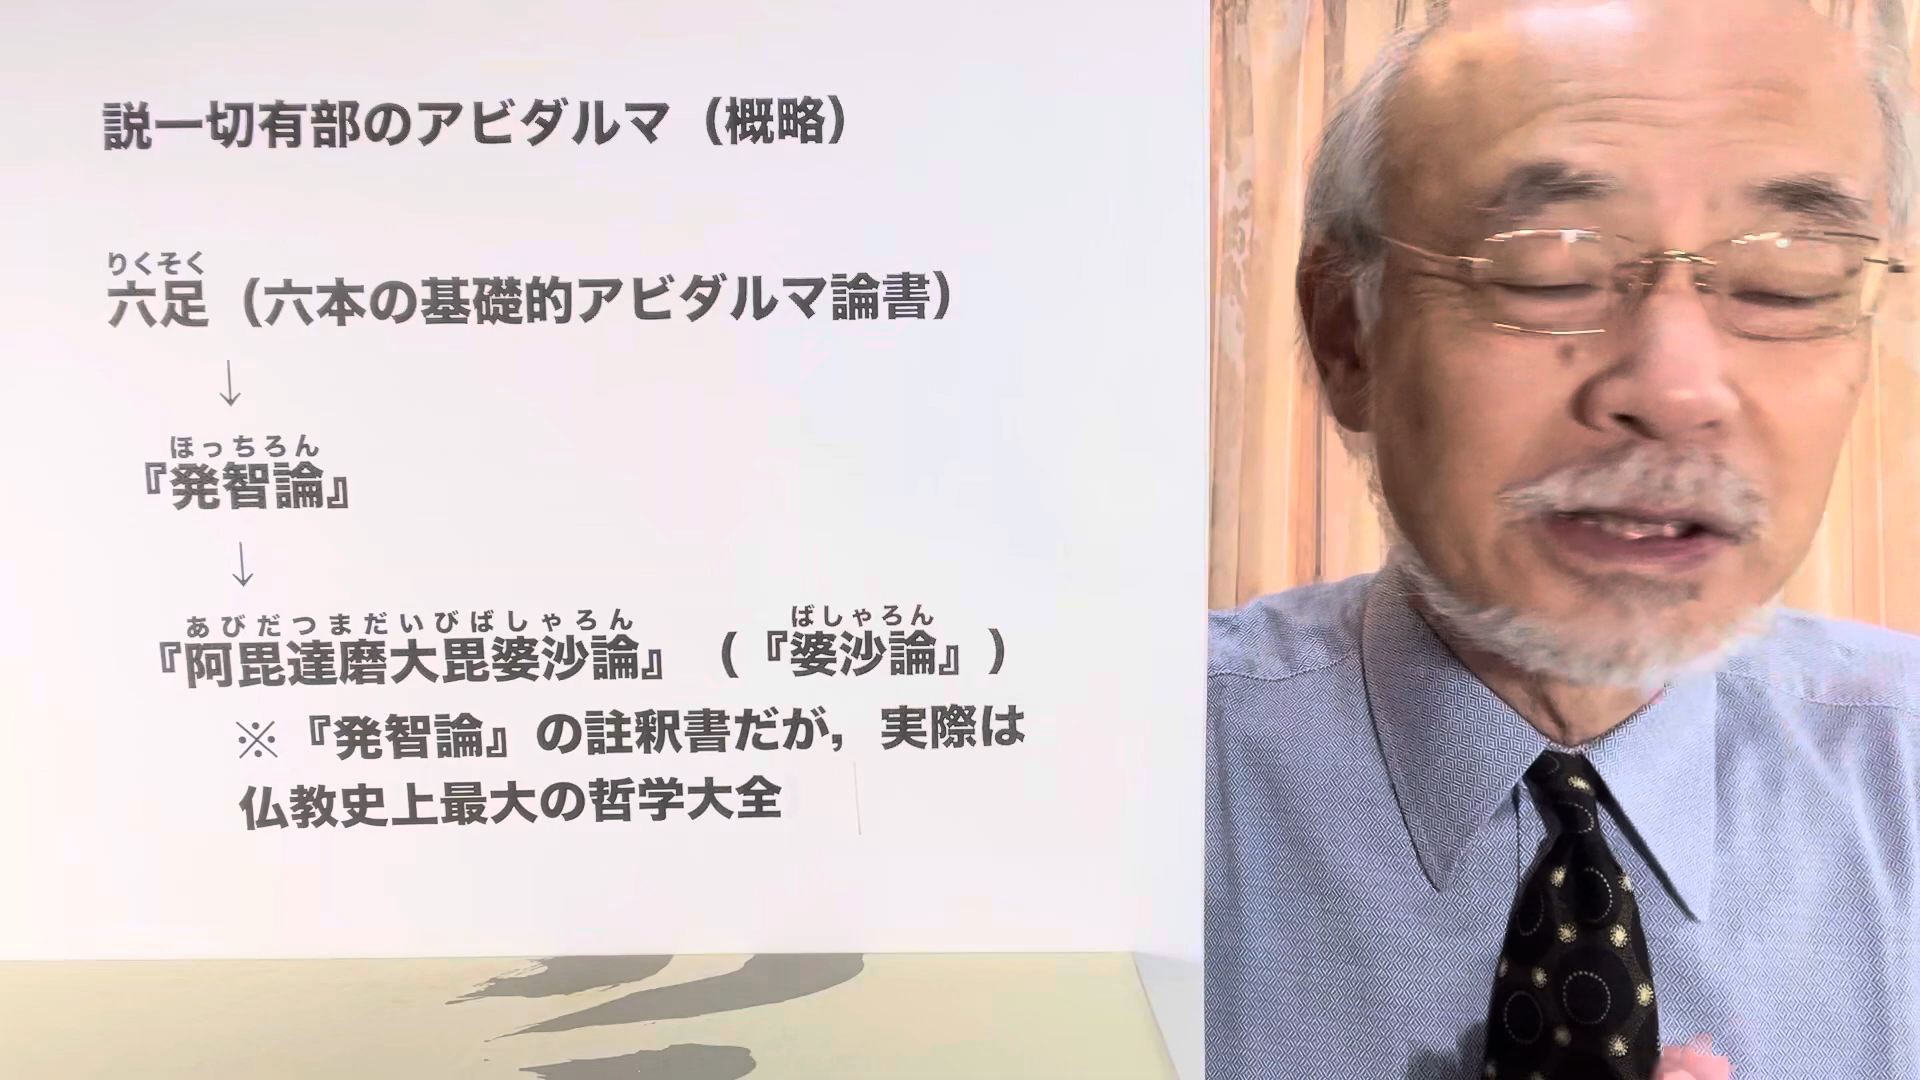 説一切有部のアビダルマ（概略）
りくそく
六足（六本の基礎的アビダルマ論書）
↓
ほっちろん
『発智論』
↓
あびだつまだいびばしゃろん ばしゃろん
『阿毘達磨大毘婆沙論』（『婆沙論』）
※『発智論』の註釈書だが，実際は
仏教史上最大の哲学大全